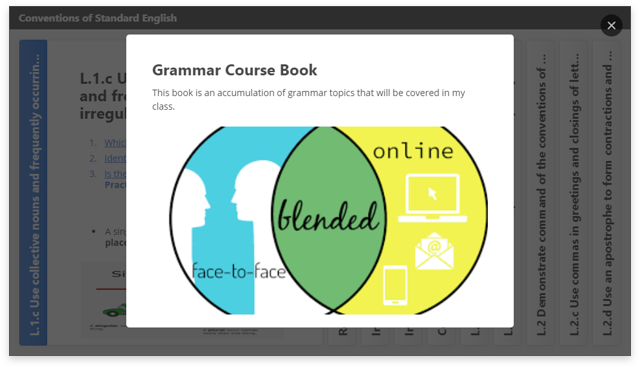 Conventions of Standard English
L.1.c Use collective nouns and frequently occurrin...
L.1.c U
and fre
irregul
1. Which
2. Ident
3. Is the
Pract
• A sing
place
Grammar Course Book
This book is an accumulation of grammar topics that will be covered in my
class.
online
blended
face-to-face
L.2 Demonstrate command of the conventions of ...
L.2.c Use commas in greetings and closings of lett...
L.2.d Use an apostrophe to form contractions and ...